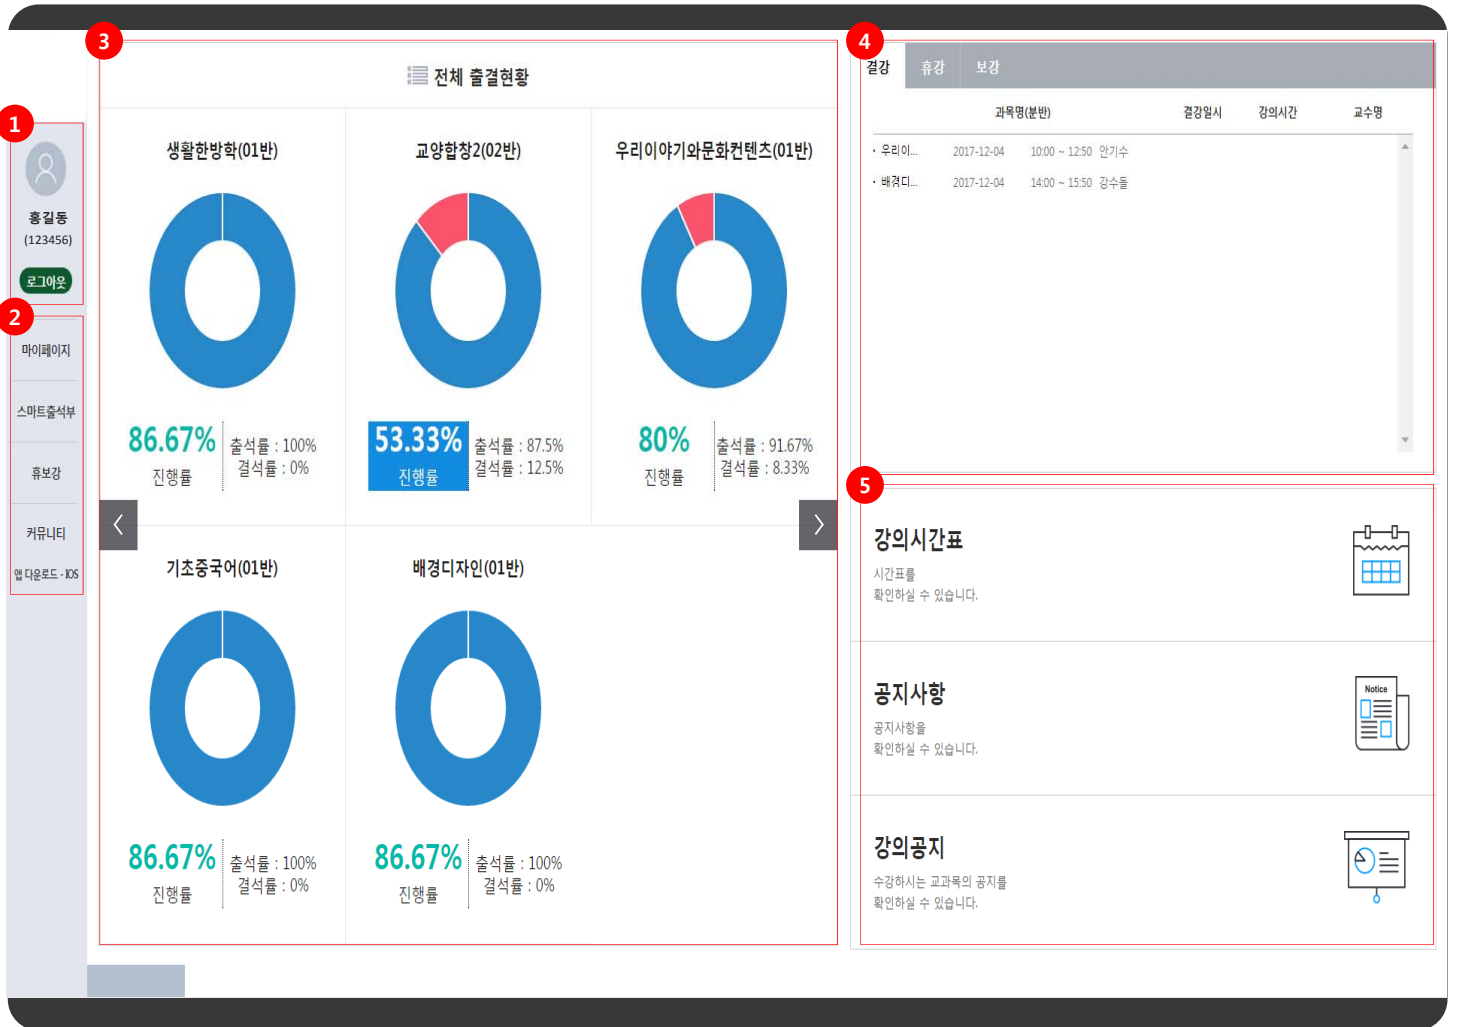 1
홍길동
(123456)
로그아웃
2
마이페이지
스마트출석부
휴보강
커뮤니티
앱 다운로드 - IOS
3
전체 출결현황
생활한방학(01반)
86.67%
진행률
출석률 : 100%
결석률 : 0%
교양합창2(02반)
53.33%
진행률
출석률 : 87.5%
결석률 : 12.5%
우리이야기와문화컨텐츠(01반)
80%
진행률
출석률 : 91.67%
결석률 : 8.33%
기초중국어(01반)
86.67%
진행률
출석률 : 100%
결석률 : 0%
배경디자인(01반)
86.67%
진행률
출석률 : 100%
결석률 : 0%
4
결강 휴강 보강
과목명(분반) 결강일시 강의시간 교수명
· 우리이... 2017-12-04 10:00 ~ 12:50 안기수
· 배경디... 2017-12-04 14:00 ~ 15:50 강수돌
5
강의시간표
시간표를
확인하실 수 있습니다.
공지사항
공지사항을
확인하실 수 있습니다.
Notice
강의공지
수강하시는 교과목의 공지를
확인하실 수 있습니다.